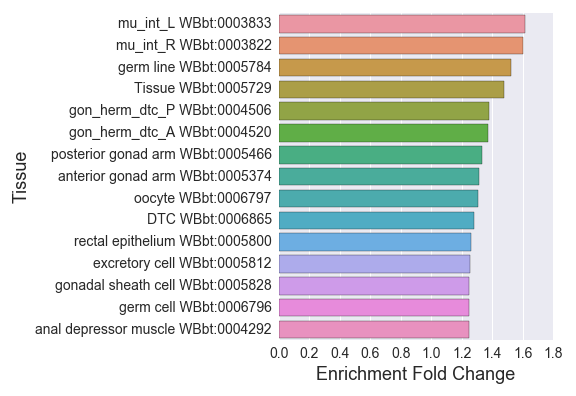 mu_int_L WBbt:0003833
mu_int_R WBbt:0003822
germ line WBbt:0005784
Tissue WBbt:0005729
gon_herm_dtc_P WBbt:0004506
gon_herm_dtc_A WBbt:0004520
posterior gonad arm WBbt:0005466
anterior gonad arm WBbt:0005374
oocyte WBbt:0006797
DTC WBbt:0006865
rectal epithelium WBbt:0005800
excretory cell WBbt:0005812
gonadal sheath cell WBbt:0005828
germ cell WBbt:0006796
anal depressor muscle WBbt:0004292
Tissue
0.0 0.2 0.4 0.6 0.8 1.0 1.2 1.4 1.6 1.8
Enrichment Fold Change